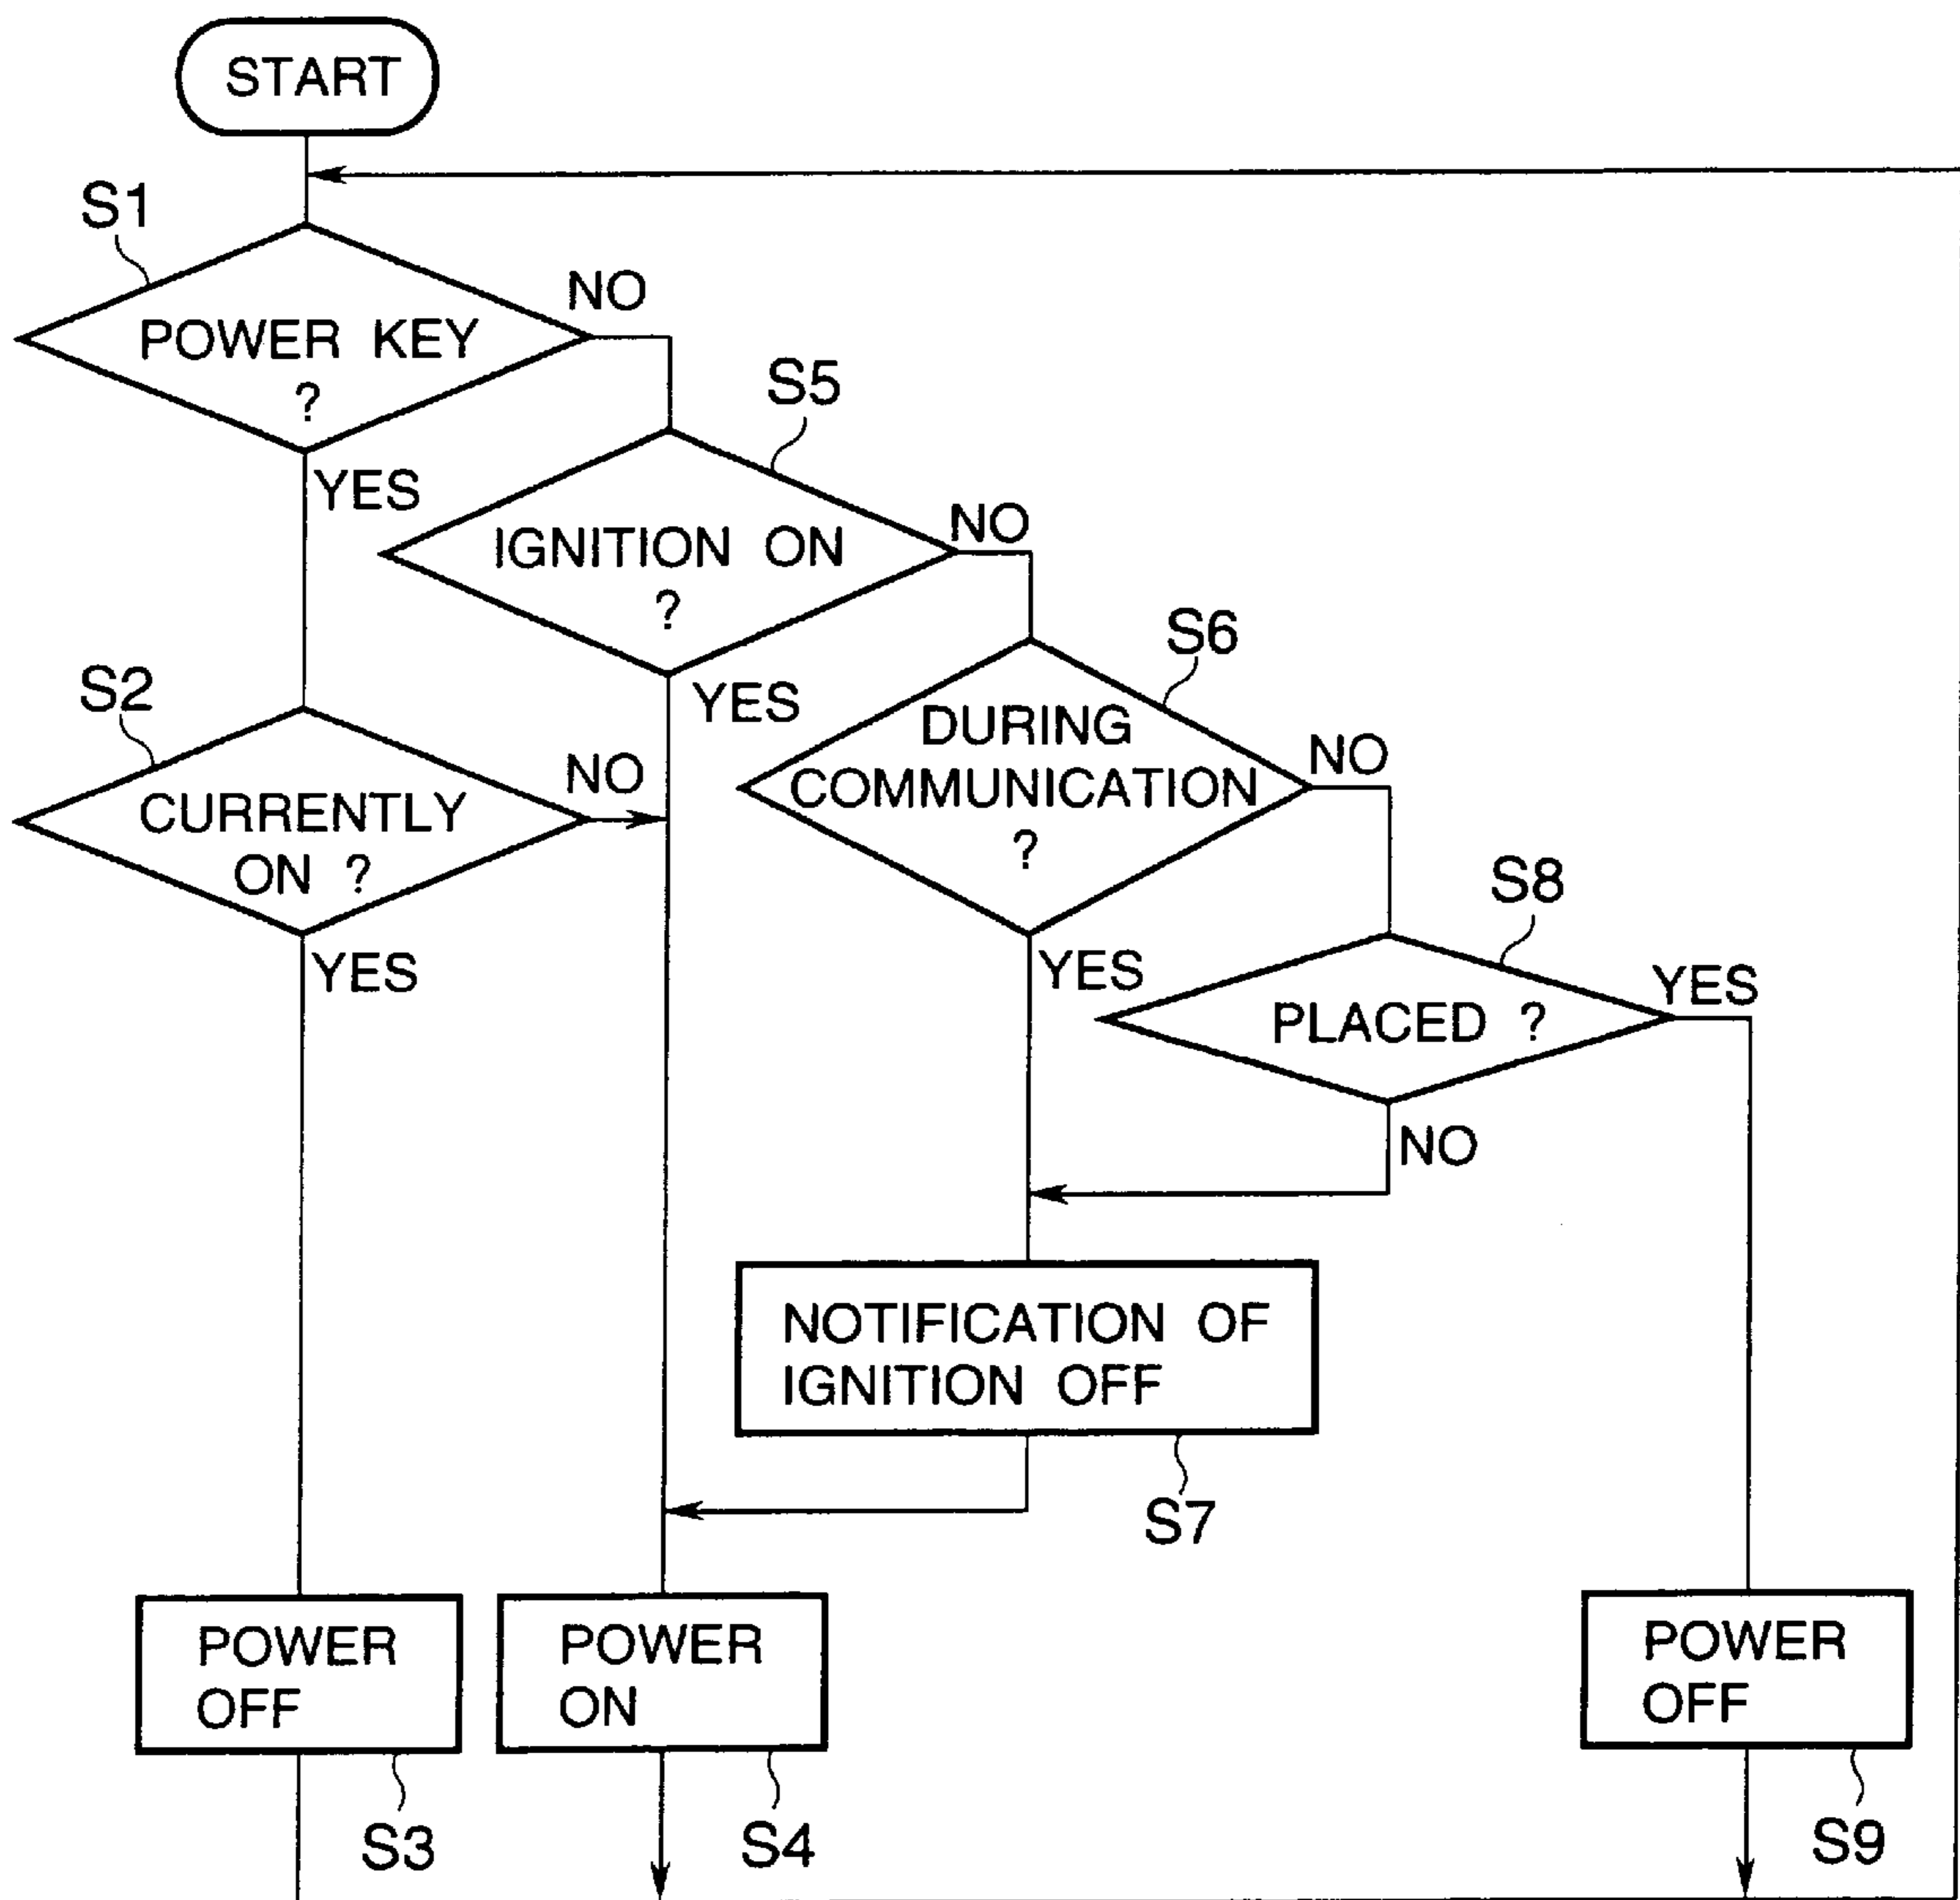 START
S1
POWER KEY
?
NO
YES
S5
IGNITION ON
?
NO
YES
S2
CURRENTLY
ON ?
NO
YES
S6
DURING
COMMUNICATION
?
NO
YES
S8
PLACED ?
YES
NO
NOTIFICATION OF
IGNITION OFF
S7
POWER
OFF
S3
POWER
ON
S4
POWER
OFF
S9